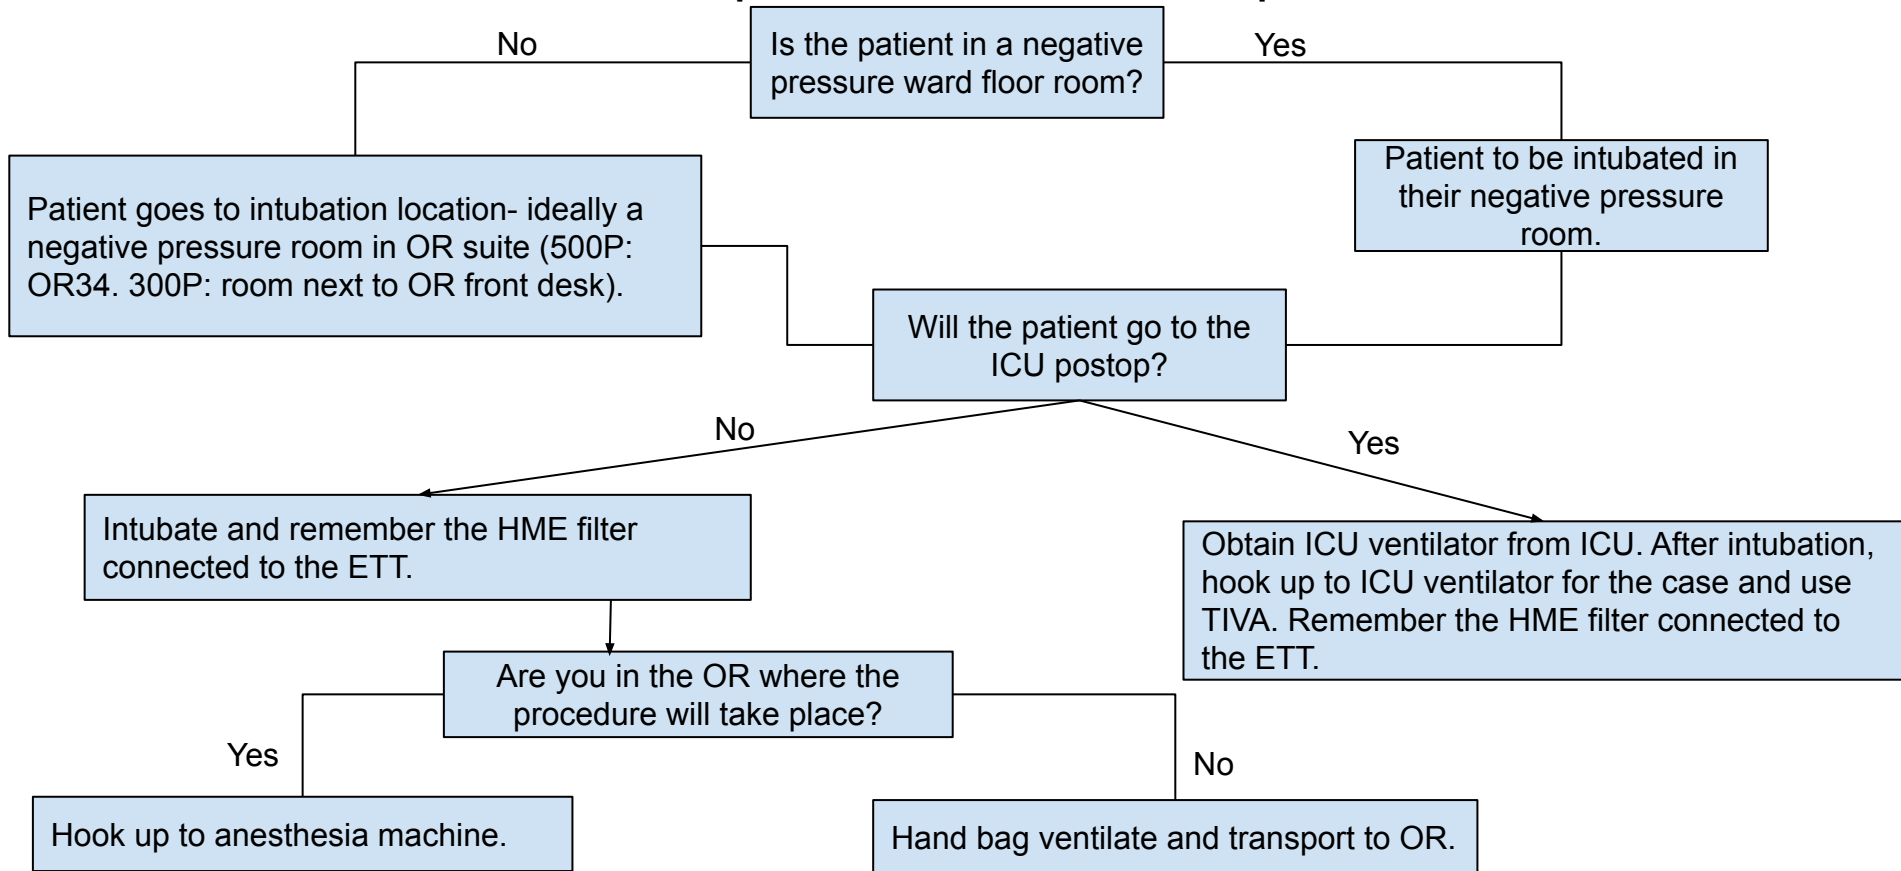 Is the patient in a negative
pressure ward floor room?
No
Yes
Patient to be intubated in
their negative pressure
room.
Patient goes to intubation location- ideally a
negative pressure room in OR suite (500P:
OR34. 300P: room next to OR front desk).
Will the patient go to the
ICU postop?
No
Yes
Intubate and remember the HME filter
connected to the ETT.
Obtain ICU ventilator from ICU. After intubation,
hook up to ICU ventilator for the case and use
TIVA. Remember the HME filter connected to
the ETT.
Are you in the OR where the
procedure will take place?
Yes
No
Hook up to anesthesia machine.
Hand bag ventilate and transport to OR.